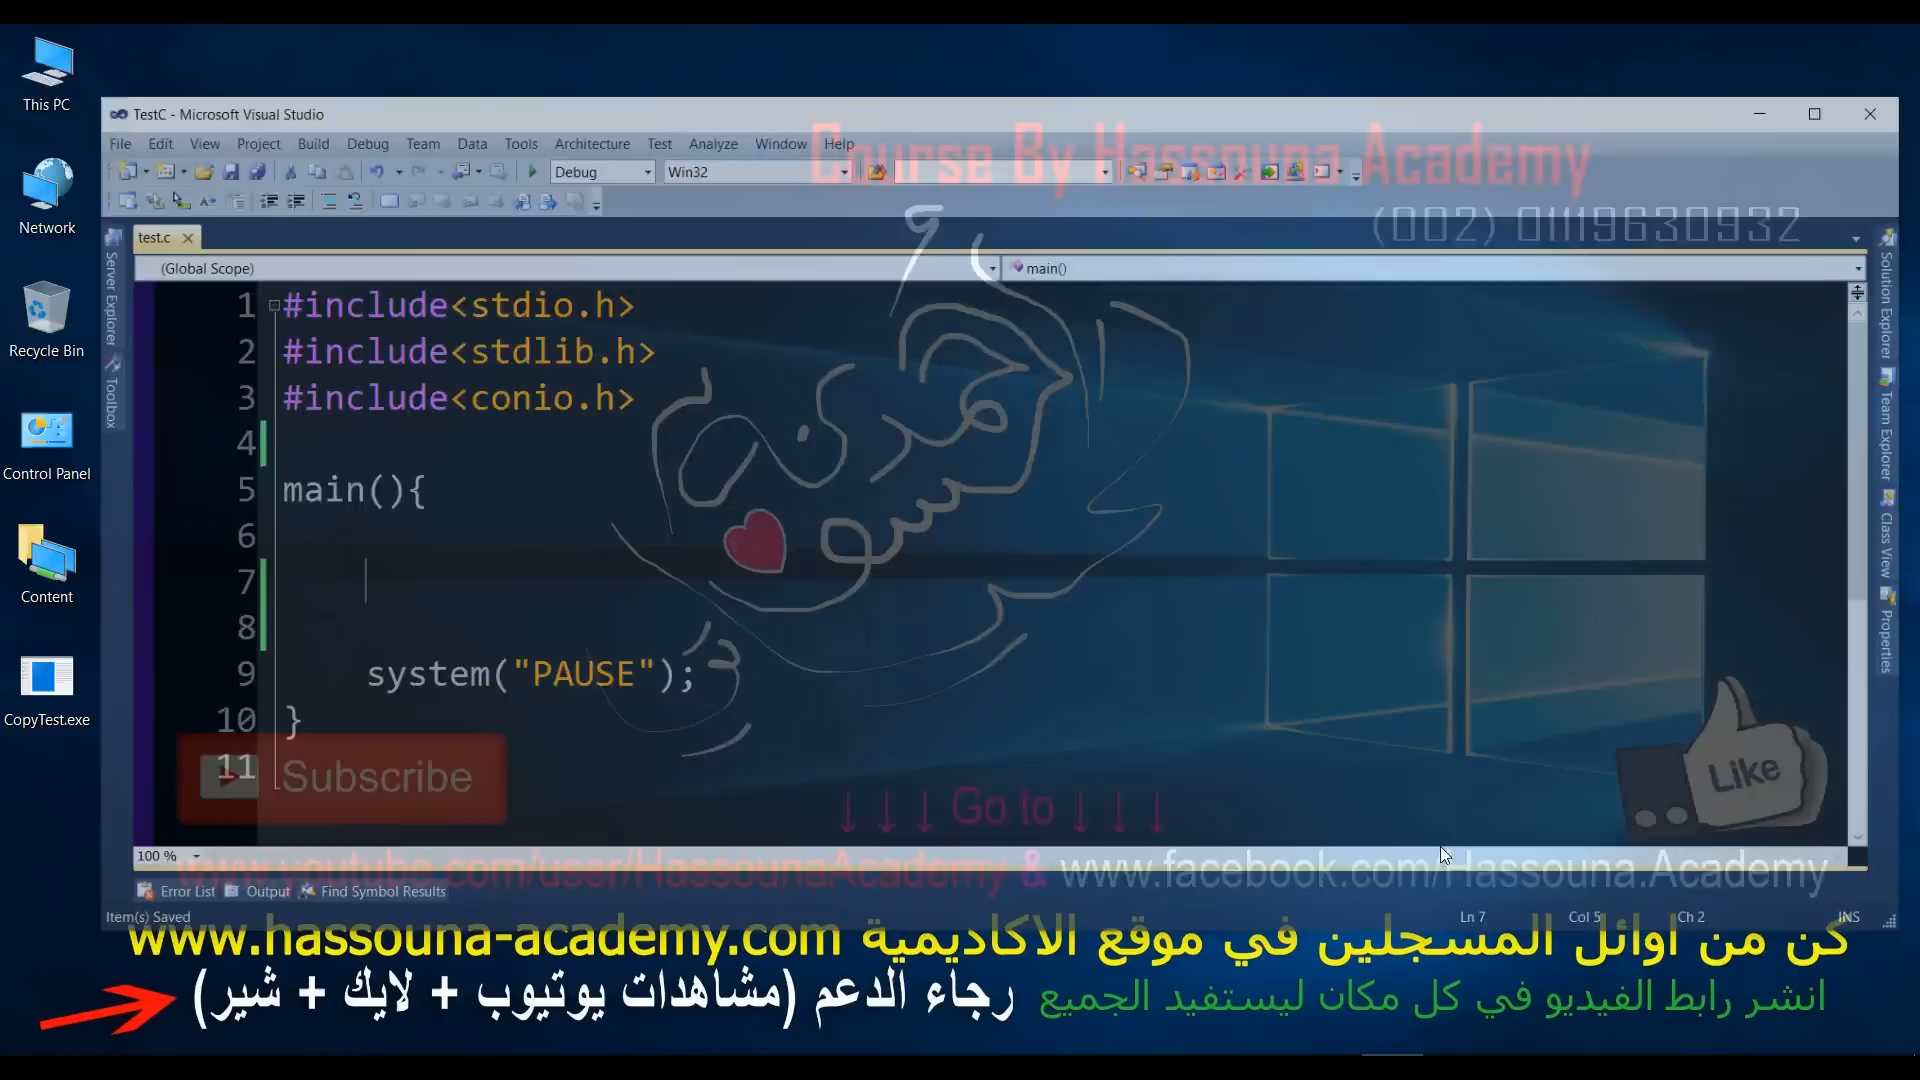 This PC
Network
Recycle Bin
Control Panel
Content
CopyTest.exe
TestC - Microsoft Visual Studio
File Edit View Project Build Debug Team Data Tools Architecture Test Analyze Window Help
Course By Hassouna Academy
Debug Win32
(002) 01119630932
test.c
(Global Scope) main()
Server Explorer
Toolbox
Solution Explorer
Team Explorer
Class View
Properties
1 #include<stdio.h>
2 #include<stdlib.h>
3 #include<conio.h>
4
5 main(){
6
7
8
9 system("PAUSE");
10 }
11
Subscribe
Like
↓ ↓ ↓ Go to ↓ ↓ ↓
100 %
www.youtube.com/user/HassounaAcademy & www.facebook.com/Hassouna.Academy
Error List Output Find Symbol Results
Item(s) Saved Ln 7 Col 5 Ch 2 INS
كن من اوائل المسجلين في موقع الاكاديمية www.hassouna-academy.com
انشر رابط الفيديو في كل مكان ليستفيد الجميع
رجاء الدعم (مشاهدات يوتيوب + لايك + شير)